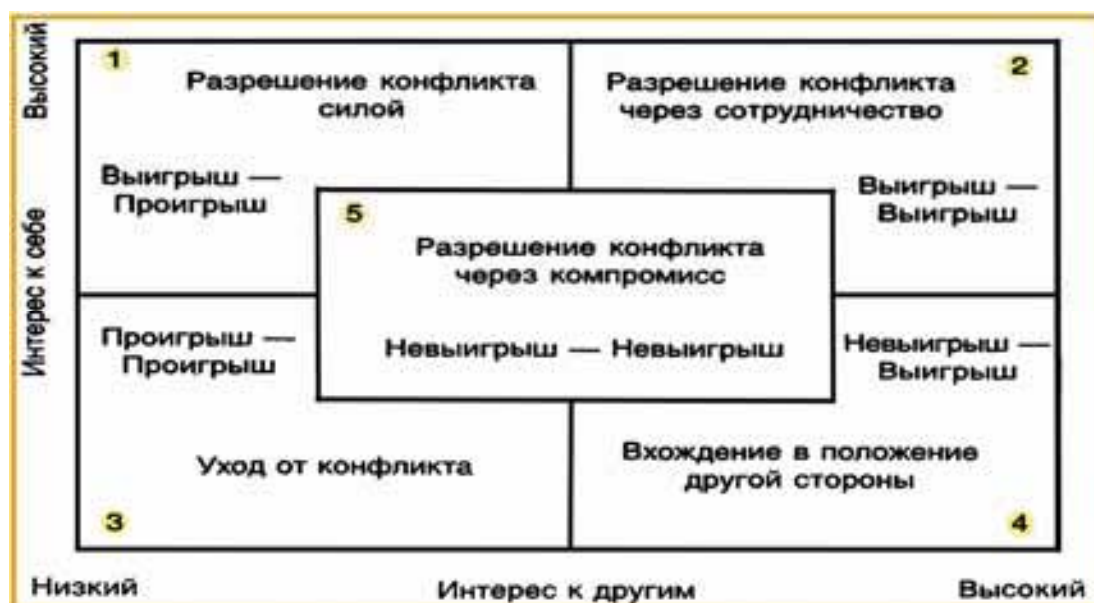 Высокий
Интерес к себе
1
Разрешение конфликта
силой
Выигрыш —
Проигрыш
2
Разрешение конфликта
через сотрудничество
Выигрыш —
Выигрыш
5
Разрешение конфликта
через компромисс
Невыигрыш — Невыигрыш
Проигрыш —
Проигрыш
Уход от конфликта
3
Невыигрыш —
Выигрыш
Вхождение в положение
другой стороны
4
Низкий
Интерес к другим
Высокий